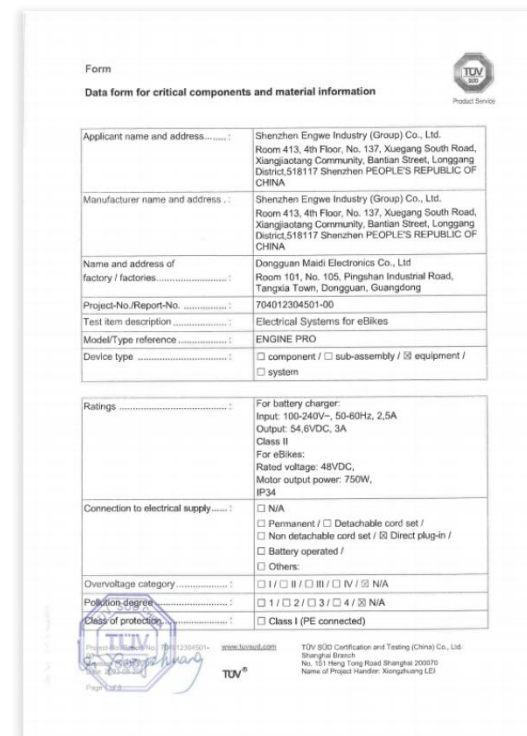 Form
TÜV
SÜD
Data form for critical components and material information
Product Service
Applicant name and address........ :
Shenzhen Engwe Industry (Group) Co., Ltd.
Room 413, 4th Floor, No. 137, Xuegang South Road,
Xiangjiaotang Community, Bantian Street, Longgang
District,518117 Shenzhen PEOPLE'S REPUBLIC OF
CHINA
Manufacturer name and address . :
Shenzhen Engwe Industry (Group) Co., Ltd.
Room 413, 4th Floor, No. 137, Xuegang South Road,
Xiangjiaotang Community, Bantian Street, Longgang
District,518117 Shenzhen PEOPLE'S REPUBLIC OF
CHINA
Name and address of
factory / factories........................ :
Dongguan Maidi Electronics Co., Ltd
Room 101, No. 105, Pingshan Industrial Road,
Tangxia Town, Dongguan, Guangdong
Project-No./Report-No. ............... :
704012304501-00
Test item description .................. :
Electrical Systems for eBikes
Model/Type reference ................. :
ENGINE PRO
Device type ............................... :
☐ component / ☐ sub-assembly / ☒ equipment /
☐ system
Ratings ..................................... :
For battery charger:
Input: 100-240V~, 50-60Hz, 2,5A
Output: 54,6VDC, 3A
Class II
For eBikes:
Rated voltage: 48VDC,
Motor output power: 750W,
IP34
Connection to electrical supply...... :
☐ N/A
☐ Permanent / ☐ Detachable cord set /
☐ Non detachable cord set / ☒ Direct plug-in /
☐ Battery operated /
☐ Others:
Overvoltage category................... :
☐ I / ☐ II / ☐ III / ☐ IV / ☒ N/A
Pollution degree.......................... :
☐ 1 / ☐ 2 / ☐ 3 / ☐ 4 / ☒ N/A
Class of protection...................... :
☐ Class I (PE connected)
TÜV
www.tuvsud.com
TÜV®
TÜV SÜD Certification and Testing (China) Co., Ltd.
Shanghai Branch
No. 151 Heng Tong Road Shanghai 200070
Name of Project Handler: Xiongzhuang LEI